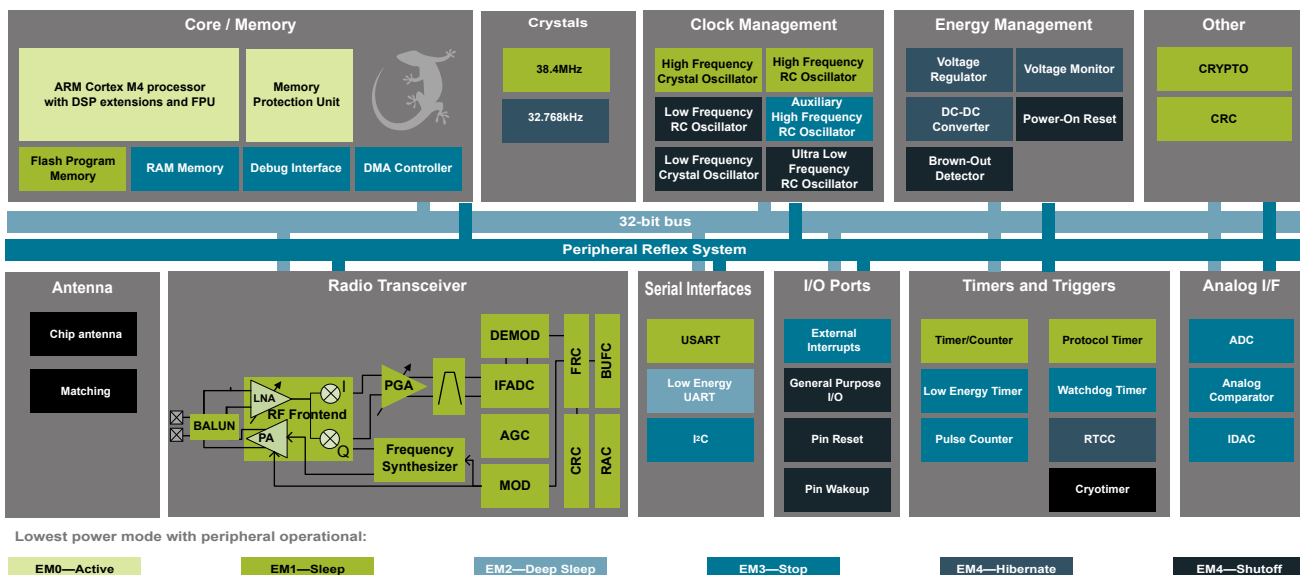 Core / Memory
ARM Cortex M4 processor
with DSP extensions and FPU
Memory
Protection Unit
Flash Program
Memory
RAM Memory
Debug Interface
DMA Controller
Crystals
38.4MHz
32.768kHz
Clock Management
High Frequency
Crystal Oscillator
High Frequency
RC Oscillator
Low Frequency
RC Oscillator
Auxiliary
High Frequency
RC Oscillator
Low Frequency
Crystal Oscillator
Ultra Low
Frequency
RC Oscillator
Energy Management
Voltage
Regulator
Voltage Monitor
DC-DC
Converter
Power-On Reset
Brown-Out
Detector
Other
CRYPTO
CRC
32-bit bus
Peripheral Reflex System
Antenna
Chip antenna
Matching
Radio Transceiver
BALUN
LNA
RF Frontend
PA
I
Q
PGA
Frequency
Synthesizer
DEMOD
IFADC
AGC
MOD
FRC
BUFC
CRC
RAC
Serial Interfaces
USART
Low Energy
UART
I²C
I/O Ports
External
Interrupts
General Purpose
I/O
Pin Reset
Pin Wakeup
Timers and Triggers
Timer/Counter
Protocol Timer
Low Energy Timer
Watchdog Timer
Pulse Counter
RTCC
Cryotimer
Analog I/F
ADC
Analog
Comparator
IDAC
Lowest power mode with peripheral operational:
EM0—Active
EM1—Sleep
EM2—Deep Sleep
EM3—Stop
EM4—Hibernate
EM4—Shutoff